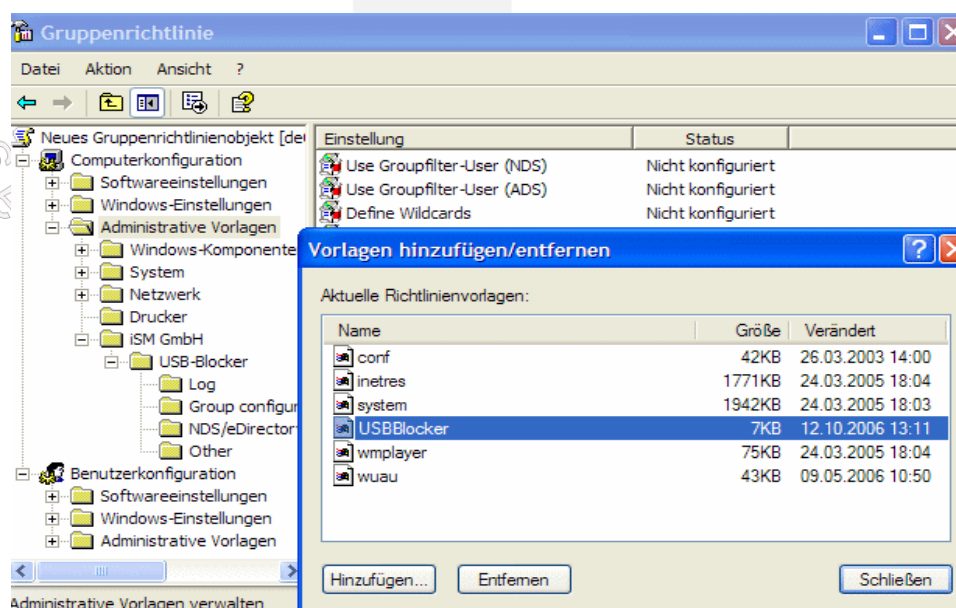 Gruppenrichtlinie
Datei Aktion Ansicht ?
Neues Gruppenrichtlinienobjekt [de
Computerkonfiguration
Softwareeinstellungen
Windows-Einstellungen
Administrative Vorlagen
Windows-Komponente
System
Netzwerk
Drucker
iSM GmbH
USB-Blocker
Log
Group configur
NDS/eDirector
Other
Benutzerkonfiguration
Softwareeinstellungen
Windows-Einstellungen
Administrative Vorlagen
Einstellung Status
Use Groupfilter-User (NDS) Nicht konfiguriert
Use Groupfilter-User (ADS) Nicht konfiguriert
Define Wildcards Nicht konfiguriert
Vorlagen hinzufügen/entfernen
Aktuelle Richtlinienvorlagen:
Name Größe Verändert
conf 42KB 26.03.2003 14:00
inetres 1771KB 24.03.2005 18:04
system 1942KB 24.03.2005 18:03
USBBlocker 7KB 12.10.2006 13:11
wmplayer 75KB 24.03.2005 18:04
wuau 43KB 09.05.2006 10:50
Hinzufügen... Entfernen Schließen
Administrative Vorlagen verwalten